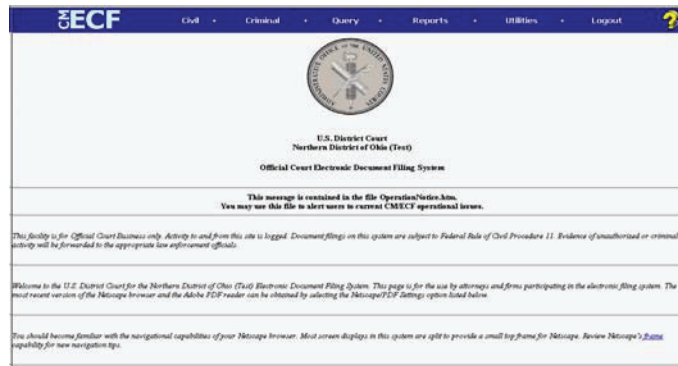 CM ECF Civil • Criminal • Query • Reports • Utilities • Logout ?
ADMINISTRATIVE OFFICE OF THE UNITED STATES COURTS
U.S. District Court
Northern District of Ohio (Test)
Official Court Electronic Document Filing System
This message is contained in the file OperationNotice.htm.
You may use this file to alert users to current CM/ECF operational issues.
This facility is for Official Court Business only. Activity to and from this site is logged. Document filings on this system are subject to Federal Rule of Civil Procedure 11. Evidence of unauthorized or criminal
activity will be forwarded to the appropriate law enforcement officials.
Welcome to the U.S. District Court for the Northern District of Ohio (Test) Electronic Document Filing System. This page is for the use by attorneys and firms participating in the electronic filing system. The
most recent version of the Netscape browser and the Adobe PDF reader can be obtained by selecting the Netscape/PDF Settings option listed below.
You should become familiar with the navigational capabilities of your Netscape browser. Most screen displays in this system are split to provide a small top frame for Netscape. Review Netscape's frame
capability for new navigation tips.